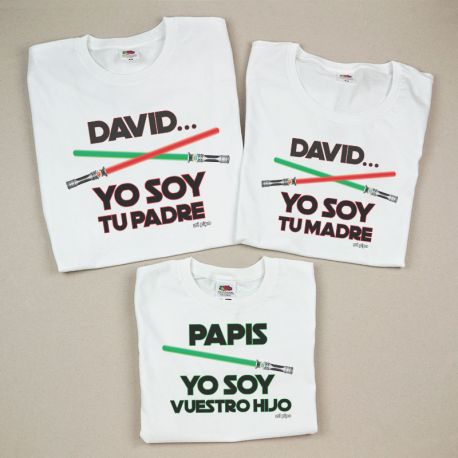 DAVID...
YO SOY
TU PADRE
DAVID...
YO SOY
TU MADRE
PAPIS
YO SOY
VUESTRO HIJO